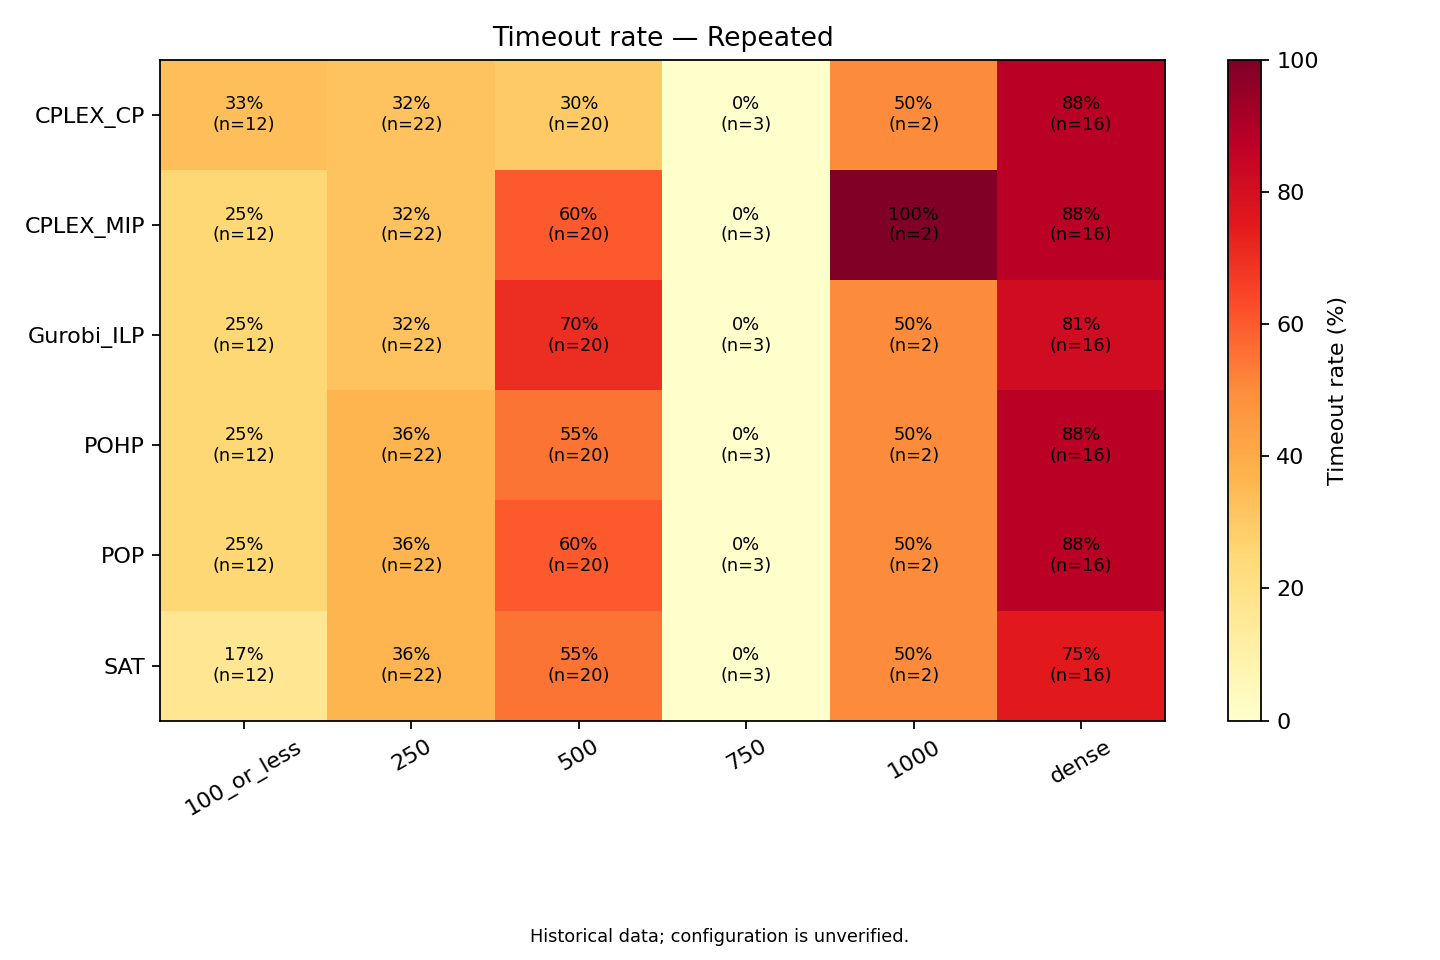 Timeout rate — Repeated
CPLEX_CP
33%
(n=12)
32%
(n=22)
30%
(n=20)
0%
(n=3)
50%
(n=2)
88%
(n=16)
CPLEX_MIP
25%
(n=12)
32%
(n=22)
60%
(n=20)
0%
(n=3)
100%
(n=2)
88%
(n=16)
Gurobi_ILP
25%
(n=12)
32%
(n=22)
70%
(n=20)
0%
(n=3)
50%
(n=2)
81%
(n=16)
POHP
25%
(n=12)
36%
(n=22)
55%
(n=20)
0%
(n=3)
50%
(n=2)
88%
(n=16)
POP
25%
(n=12)
36%
(n=22)
60%
(n=20)
0%
(n=3)
50%
(n=2)
88%
(n=16)
SAT
17%
(n=12)
36%
(n=22)
55%
(n=20)
0%
(n=3)
50%
(n=2)
75%
(n=16)
100_or_less
250
500
750
1000
dense
100
80
60
40
20
0
Timeout rate (%)
Historical data; configuration is unverified.